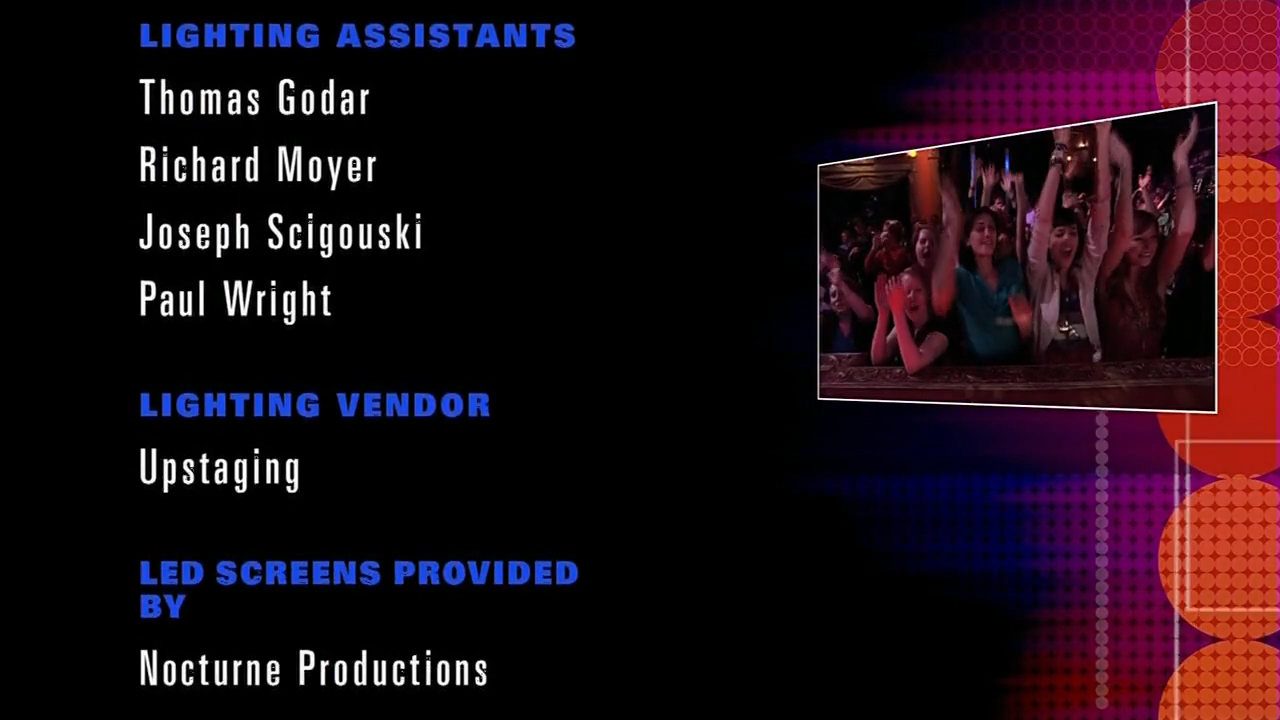 LIGHTING ASSISTANTS
Thomas Godar
Richard Moyer
Joseph Scigouski
Paul Wright
LIGHTING VENDOR
Upstaging
LED SCREENS PROVIDED
BY
Nocturne Productions